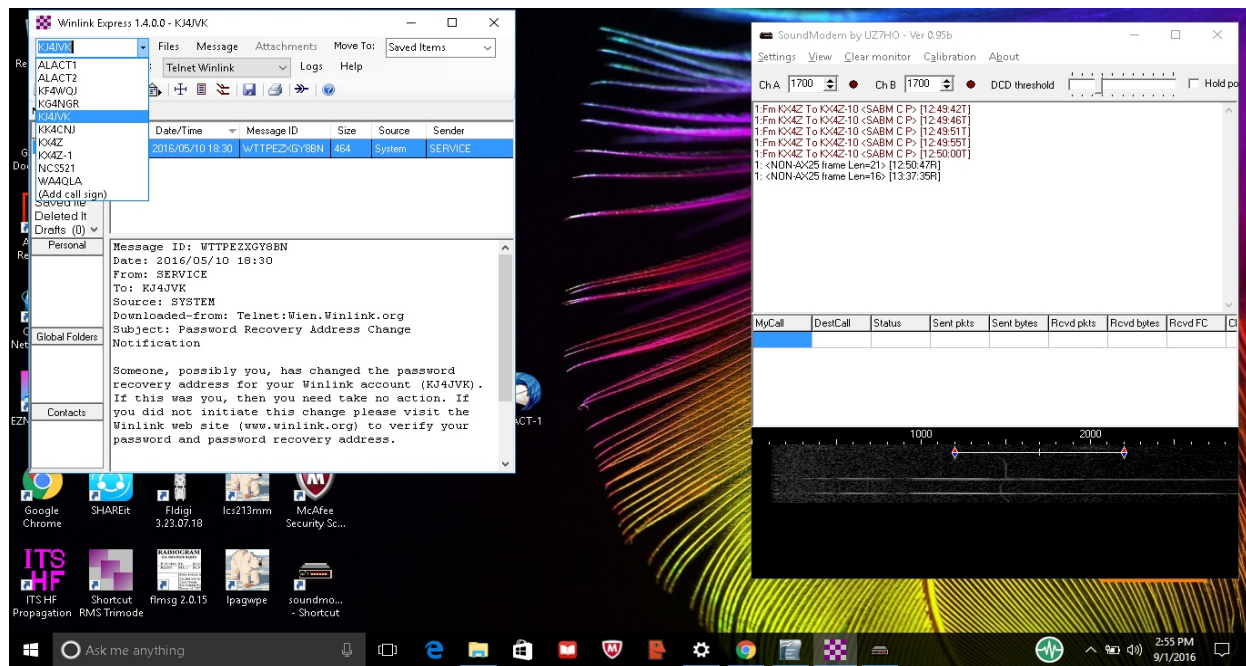 Winlink Express 1.4.0.0 - KJ4JVK
KJ4JVK Files Message Attachments Move To: Saved Items
Telnet Winlink Logs Help
ALACT1
ALACT2
KF4WQJ
KG4NGR
KJ4JVK
KK4CNJ
KX4Z
KX4Z-1
NCS521
WA4QLA
(Add call sign)
Date/Time Message ID Size Source Sender
2016/05/10 18:30 WTTPEZXGY8BN 464 System SERVICE
Saved Ite
Deleted It
Drafts (0)
Personal
Global Folders
Contacts
Message ID: WTTPEZXGY8BN
Date: 2016/05/10 18:30
From: SERVICE
To: KJ4JVK
Source: SYSTEM
Downloaded-from: Telnet:Wien.Winlink.org
Subject: Password Recovery Address Change
Notification
Someone, possibly you, has changed the password
recovery address for your Winlink account (KJ4JVK).
If this was you, then you need take no action. If
you did not initiate this change please visit the
Winlink web site (www.winlink.org) to verify your
password and password recovery address.
ACT-1
SoundModem by UZ7HO - Ver 0.95b
Settings View Clear monitor Calibration About
Ch A 1700 Ch B 1700 DCD threshold Hold po
1:Fm KX4Z To KX4Z-10 <SABM C P> [12:49:42T]
1:Fm KX4Z To KX4Z-10 <SABM C P> [12:49:46T]
1:Fm KX4Z To KX4Z-10 <SABM C P> [12:49:51T]
1:Fm KX4Z To KX4Z-10 <SABM C P> [12:49:55T]
1:Fm KX4Z To KX4Z-10 <SABM C P> [12:50:00T]
1: <NON-AX25 frame Len=21> [12:50:47R]
1: <NON-AX25 frame Len=16> [13:37:35R]
MyCall DestCall Status Sent pkts Sent bytes Rcvd pkts Rcvd bytes Rcvd FC Cl
1000 2000
Google Chrome
SHAREit
Fldigi 3.23.07.18
Ics213mm
McAfee Security Sc...
ITS HF
ITS HF Propagation
Shortcut RMS Trimode
RADIOGRAM
flmsg 2.0.15
Ipagwpe
soundmo... - Shortcut
Ask me anything
2:55 PM
9/1/2016